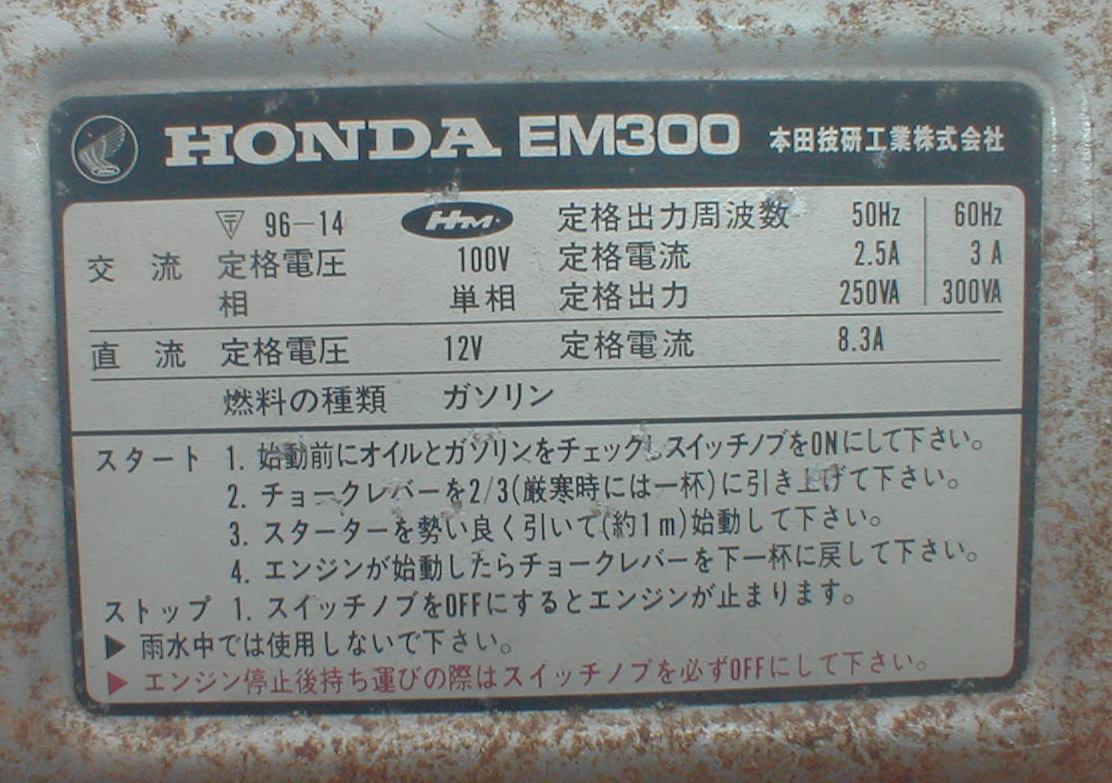 HONDA EM300 本田技研工業株式会社
〒 96-14 HM 定格出力周波数 50Hz 60Hz
交流 定格電圧 100V 定格電流 2.5A 3A
相 単相 定格出力 250VA 300VA
直流 定格電圧 12V 定格電流 8.3A
燃料の種類 ガソリン
スタート 1. 始動前にオイルとガソリンをチェックしスイッチノブをONにして下さい。
2. チョークレバーを2/3(厳寒時には一杯)に引き上げて下さい。
3. スターターを勢い良く引いて(約1m)始動して下さい。
4. エンジンが始動したらチョークレバーを下一杯に戻して下さい。
ストップ 1. スイッチノブをOFFにするとエンジンが止まります。
▶ 雨水中では使用しないで下さい。
▶ エンジン停止後持ち運びの際はスイッチノブを必ずOFFにして下さい。